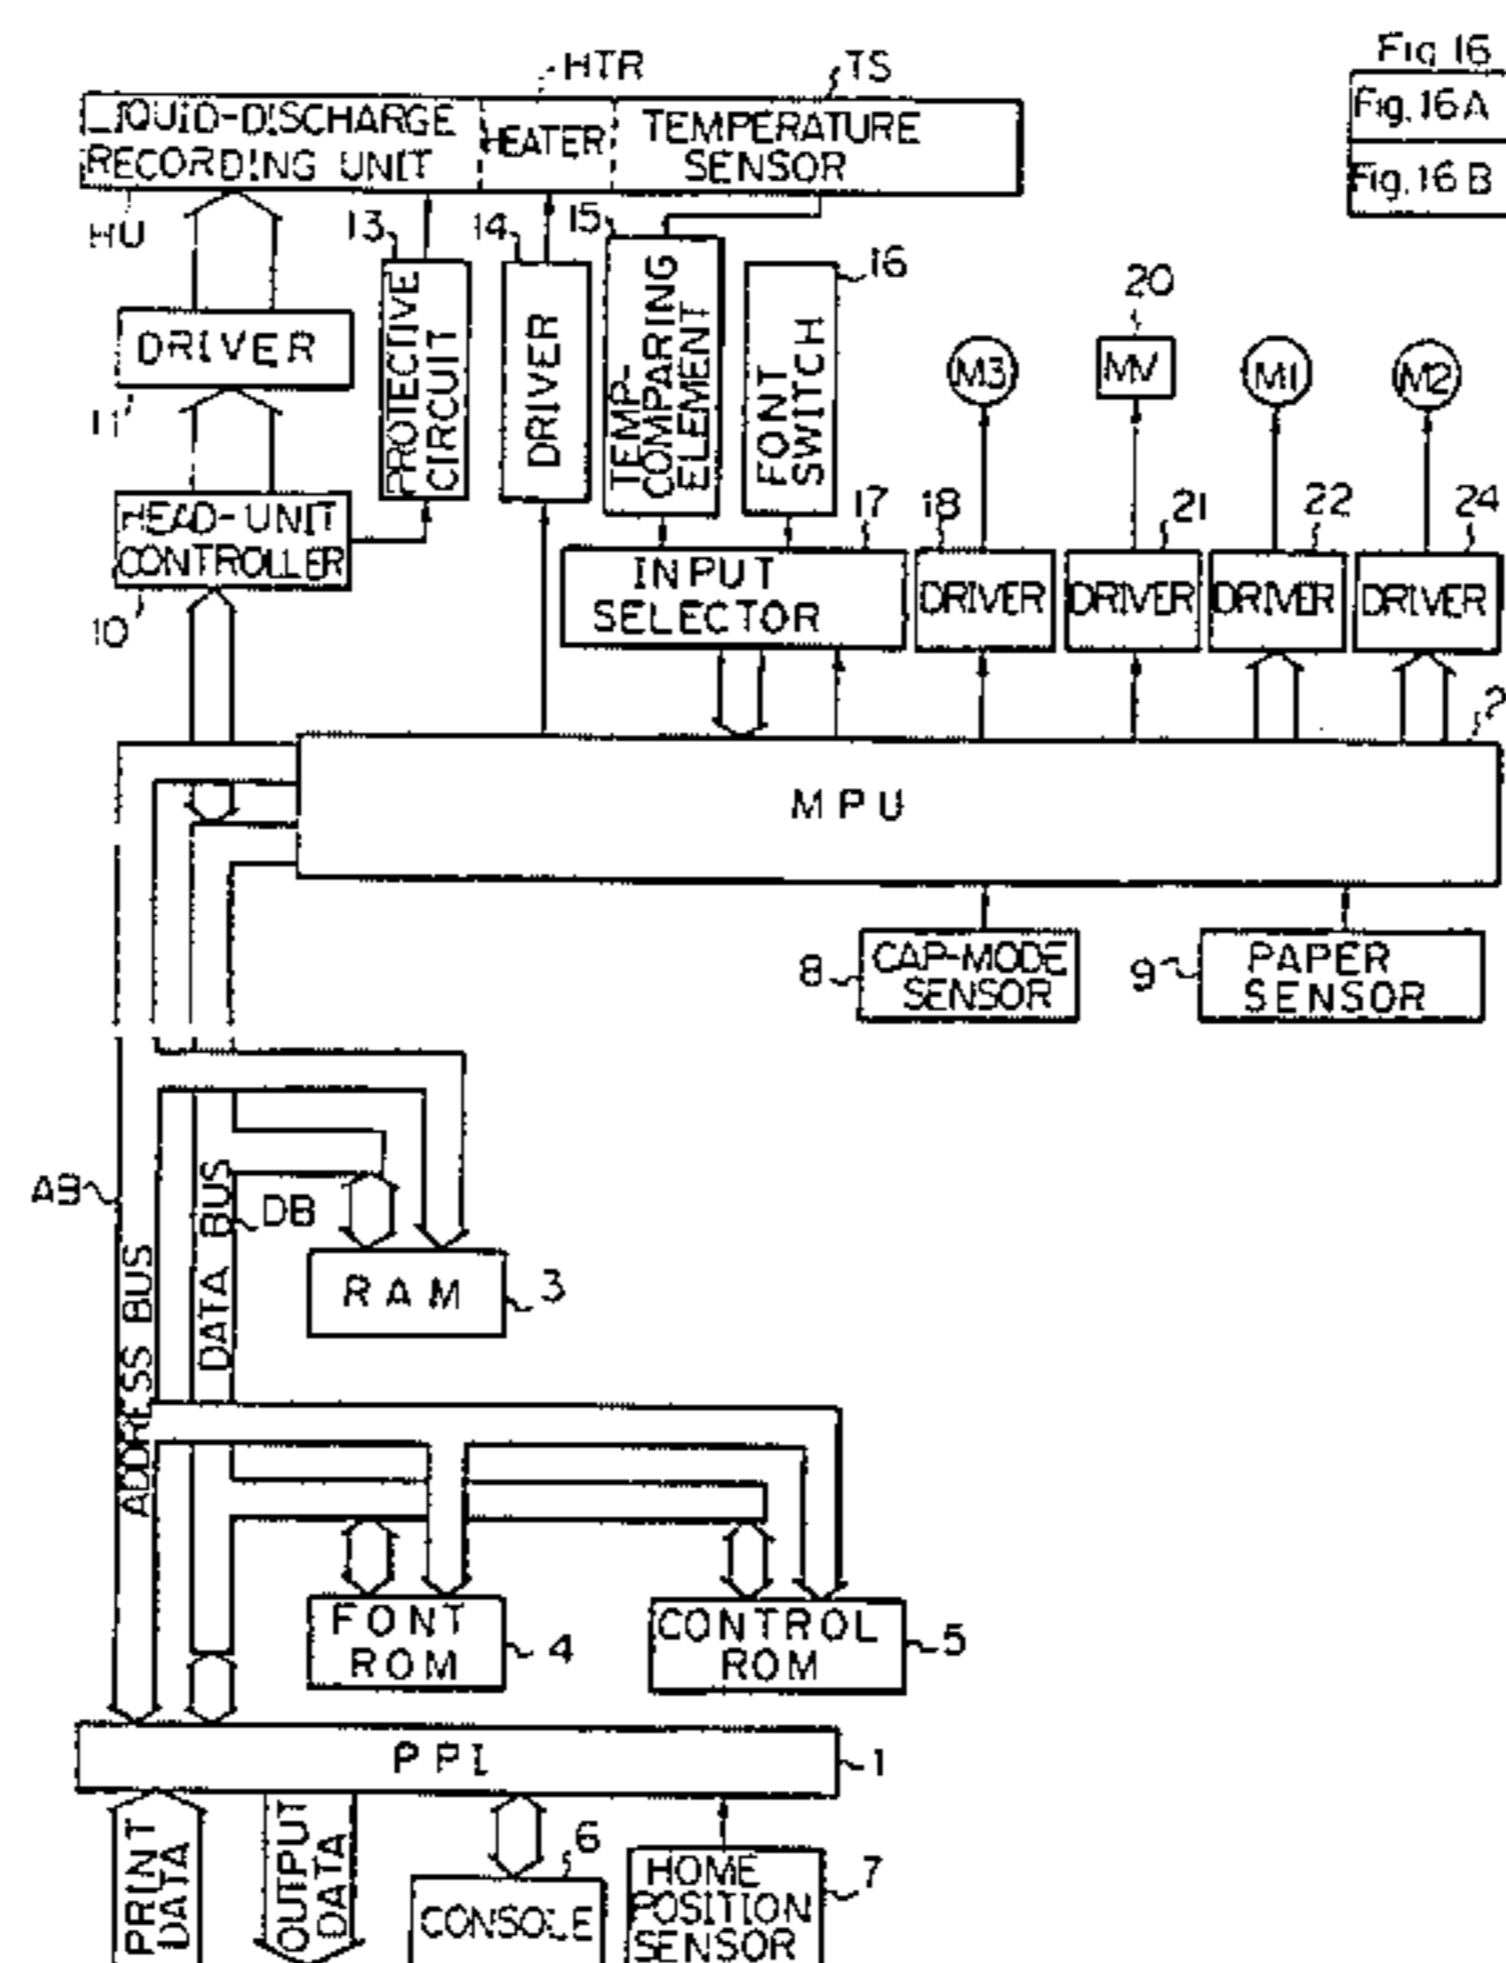 Fig 16
Fig. 16A
Fig. 16B
HTR
TS
LIQUID-DISCHARGE
RECORDING UNIT
HEATER
TEMPERATURE
SENSOR
HU
13
14
15
16
20
DRIVER
11
PROTECTIVE
CIRCUIT
DRIVER
TEMP-
COMPARING
ELEMENT
FONT
SWITCH
M3
MV
M1
M2
HEAD-UNIT
CONTROLLER
10
17
18
21
22
24
INPUT
SELECTOR
DRIVER
DRIVER
DRIVER
DRIVER
2
MPU
8
CAP-MODE
SENSOR
9
PAPER
SENSOR
AB
ADDRESS BUS
DATA BUS
DB
RAM
3
FONT
ROM
4
CONTROL
ROM
5
PPI
1
PRINT
DATA
OUTPUT
DATA
6
CONSOLE
HOME
POSITION
SENSOR
7